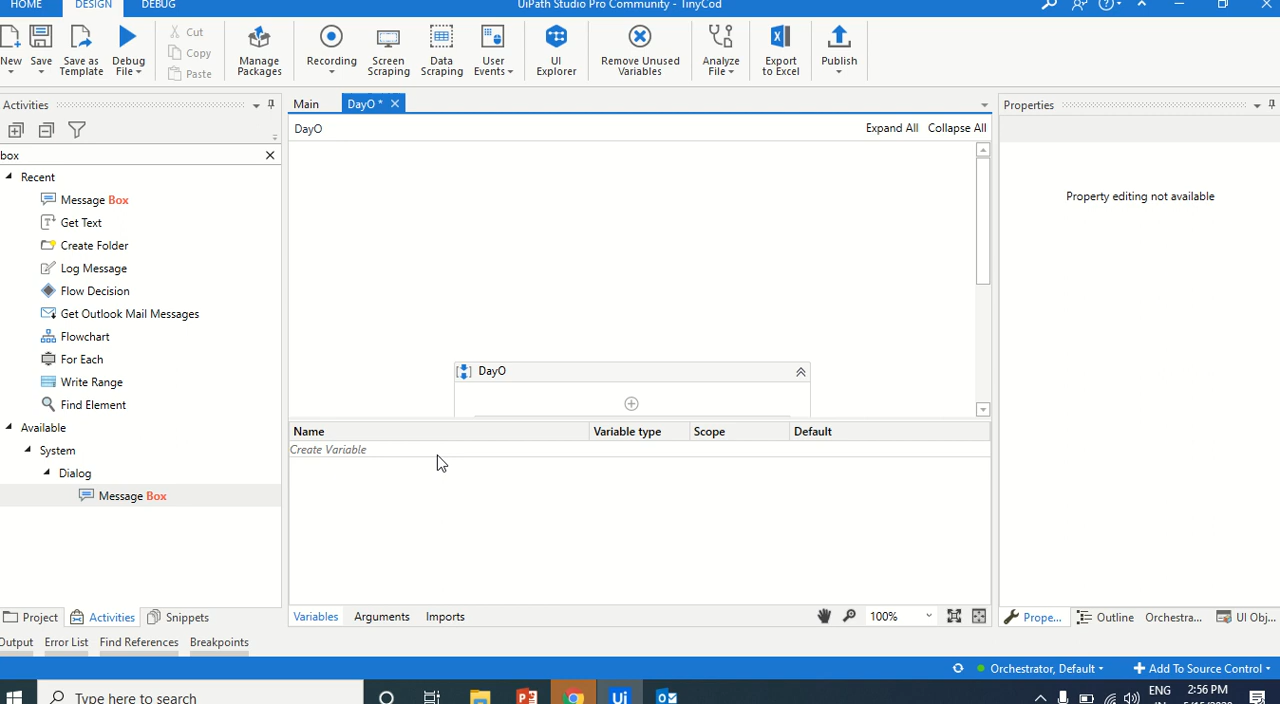 HOME DESIGN DEBUG UiPath Studio Pro Community - TinyCod
New Save Save as Template Debug File Cut Copy Paste Manage Packages Recording Screen Scraping Data Scraping User Events UI Explorer Remove Unused Variables Analyze File Export to Excel Publish
Activities
box
Recent
Message Box
Get Text
Create Folder
Log Message
Flow Decision
Get Outlook Mail Messages
Flowchart
For Each
Write Range
Find Element
Available
System
Dialog
Message Box
Project Activities Snippets
Main DayO *
DayO Expand All Collapse All
DayO
Name Variable type Scope Default
Create Variable
Variables Arguments Imports 100%
Properties
Property editing not available
Prope... Outline Orchestra... UI Obj...
Output Error List Find References Breakpoints
Orchestrator, Default Add To Source Control
Type here to search
ENG 2:56 PM